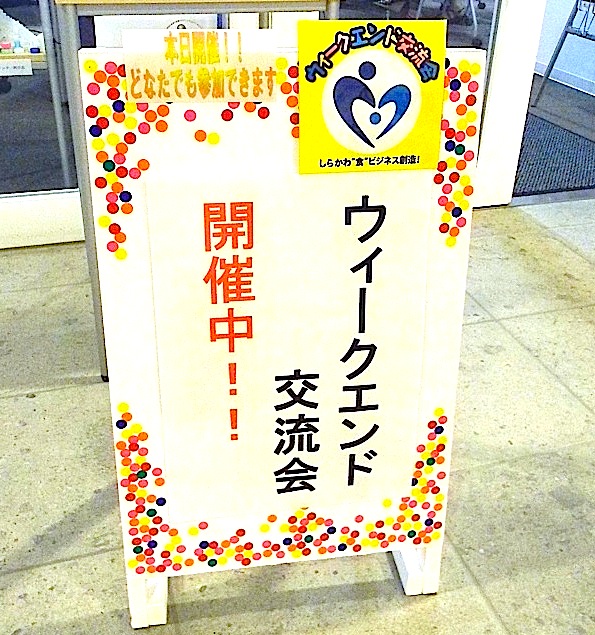 本日開催！！
どなたでも参加できます
ウィークエンド交流会
しらかわ"食"ビジネス創造！
ウィークエンド
交流会
開催中！！